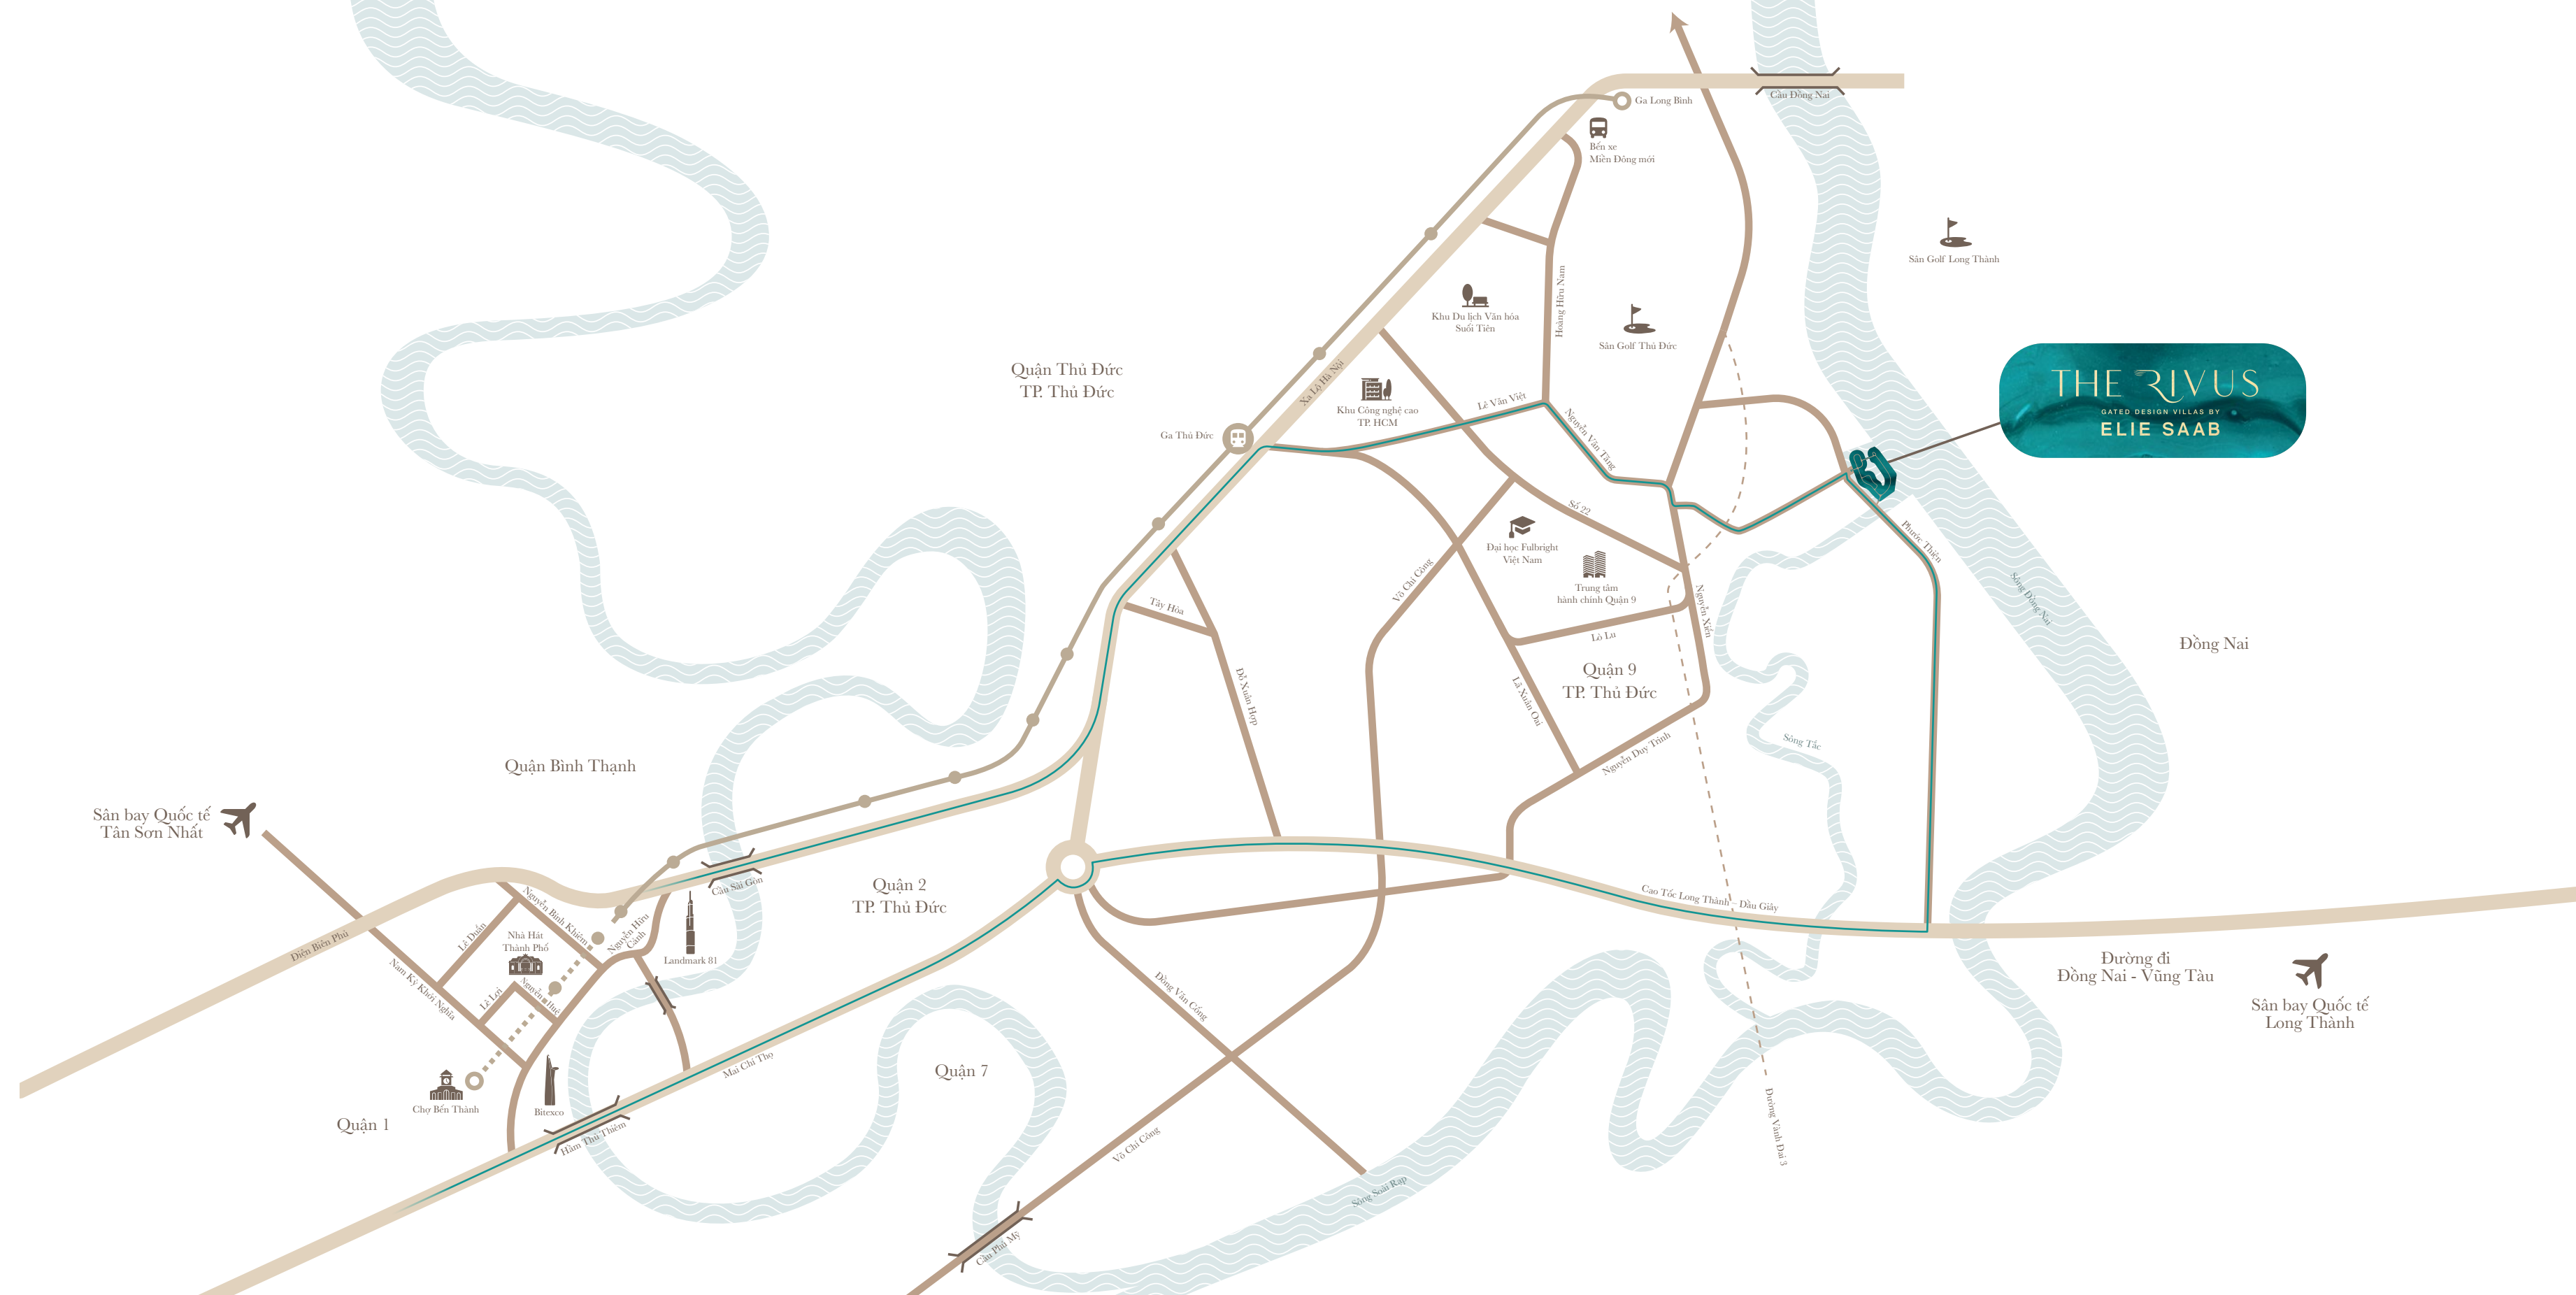 Cầu Đồng Nai
Ga Long Bình
Bến xe
Miền Đông mới
Sân Golf Long Thành
Hoàng Hữu Nam
Khu Du lịch Văn hóa
Suối Tiên
Sân Golf Thủ Đức
THE RIVUS
GATED DESIGN VILLAS BY
ELIE SAAB
Quận Thủ Đức
TP. Thủ Đức
Xa Lộ Hà Nội
Khu Công nghệ cao
TP. HCM
Lê Văn Việt
Nguyễn Văn Tăng
Ga Thủ Đức
Số 22
Phước Thiện
Đại học Fulbright
Việt Nam
Trung tâm
hành chính Quận 9
Võ Chí Công
Tây Hòa
Nguyễn Xiển
Sông Đồng Nai
Lò Lu
Đồng Nai
Quận 9
TP. Thủ Đức
Đỗ Xuân Hợp
Lã Xuân Oai
Nguyễn Duy Trinh
Sông Tắc
Quận Bình Thạnh
Sân bay Quốc tế
Tân Sơn Nhất
Cầu Sài Gòn
Quận 2
TP. Thủ Đức
Cao Tốc Long Thành – Dầu Giây
Điện Biên Phủ
Lê Duẩn
Nguyễn Bỉnh Khiêm
Nguyễn Hữu
Cảnh
Nhà Hát
Thành Phố
Landmark 81
Nam Kỳ Khởi Nghĩa
Lê Lợi
Nguyễn Huệ
Đường đi
Đồng Nai - Vũng Tàu
Sân bay Quốc tế
Long Thành
Đồng Văn Cống
Mai Chí Thọ
Quận 7
Chợ Bến Thành
Bitexco
Quận 1
Hầm Thủ Thiêm
Võ Chí Công
Đường Vành Đai 3
Sông Soài Rạp
Cầu Phú Mỹ